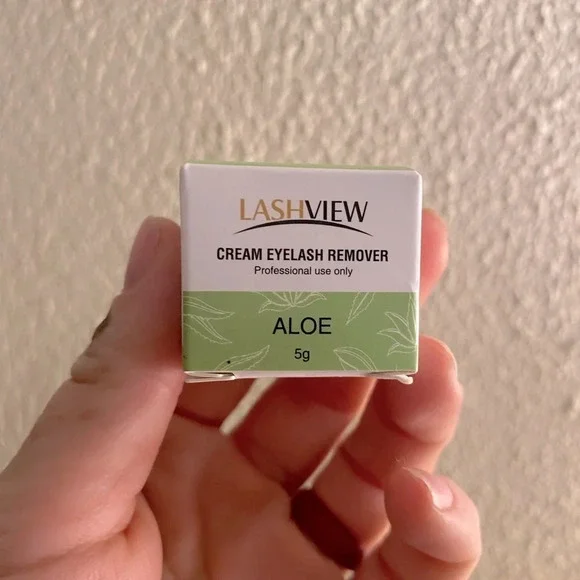 LASHVIEW
CREAM EYELASH REMOVER
Professional use only
ALOE
5g